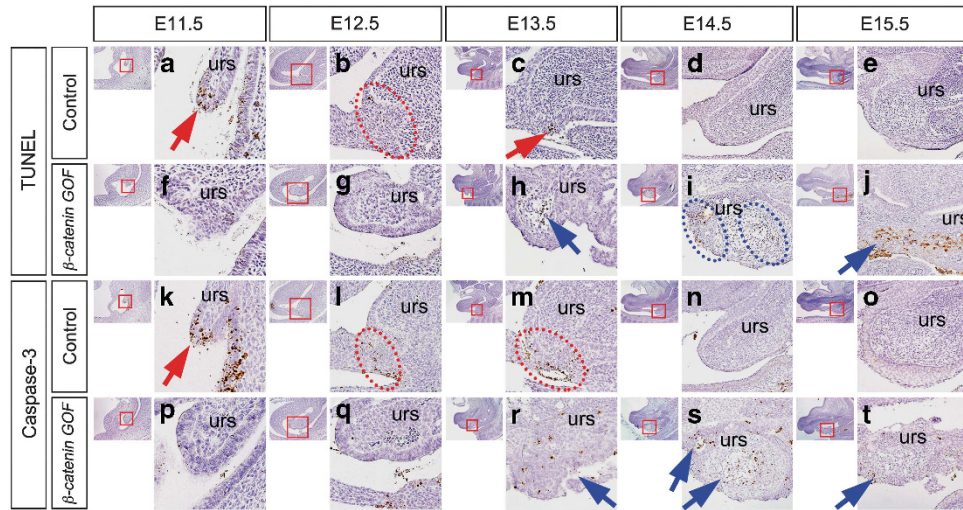 E11.5 E12.5 E13.5 E14.5 E15.5
TUNEL
Control
a urs b urs c urs d urs e urs
β-catenin GOF
f urs g urs h urs i urs j urs
Caspase-3
Control
k urs l urs m urs n urs o urs
β-catenin GOF
p urs q urs r urs s urs t urs